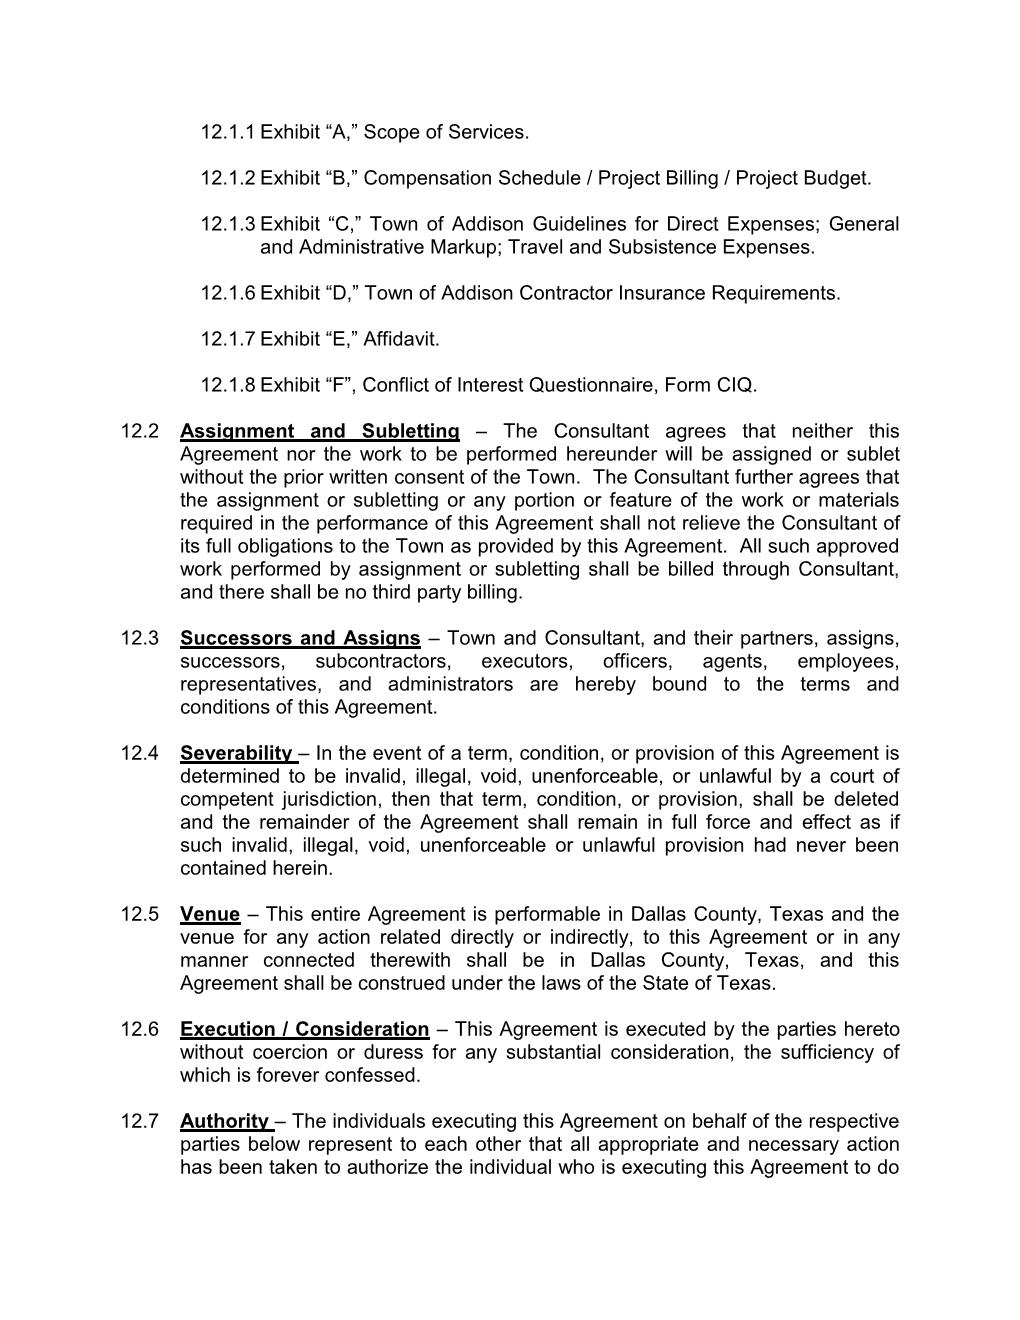 12.1.1 Exhibit “A,” Scope of Services.
12.1.2 Exhibit “B,” Compensation Schedule / Project Billing / Project Budget.
12.1.3 Exhibit “C,” Town of Addison Guidelines for Direct Expenses; General
and Administrative Markup; Travel and Subsistence Expenses.
12.1.6 Exhibit “D,” Town of Addison Contractor Insurance Requirements.
12.1.7 Exhibit “E,” Affidavit.
12.1.8 Exhibit “F”, Conflict of Interest Questionnaire, Form CIQ.
12.2 Assignment and Subletting – The Consultant agrees that neither this
Agreement nor the work to be performed hereunder will be assigned or sublet
without the prior written consent of the Town. The Consultant further agrees that
the assignment or subletting or any portion or feature of the work or materials
required in the performance of this Agreement shall not relieve the Consultant of
its full obligations to the Town as provided by this Agreement. All such approved
work performed by assignment or subletting shall be billed through Consultant,
and there shall be no third party billing.
12.3 Successors and Assigns – Town and Consultant, and their partners, assigns,
successors, subcontractors, executors, officers, agents, employees,
representatives, and administrators are hereby bound to the terms and
conditions of this Agreement.
12.4 Severability – In the event of a term, condition, or provision of this Agreement is
determined to be invalid, illegal, void, unenforceable, or unlawful by a court of
competent jurisdiction, then that term, condition, or provision, shall be deleted
and the remainder of the Agreement shall remain in full force and effect as if
such invalid, illegal, void, unenforceable or unlawful provision had never been
contained herein.
12.5 Venue – This entire Agreement is performable in Dallas County, Texas and the
venue for any action related directly or indirectly, to this Agreement or in any
manner connected therewith shall be in Dallas County, Texas, and this
Agreement shall be construed under the laws of the State of Texas.
12.6 Execution / Consideration – This Agreement is executed by the parties hereto
without coercion or duress for any substantial consideration, the sufficiency of
which is forever confessed.
12.7 Authority – The individuals executing this Agreement on behalf of the respective
parties below represent to each other that all appropriate and necessary action
has been taken to authorize the individual who is executing this Agreement to do